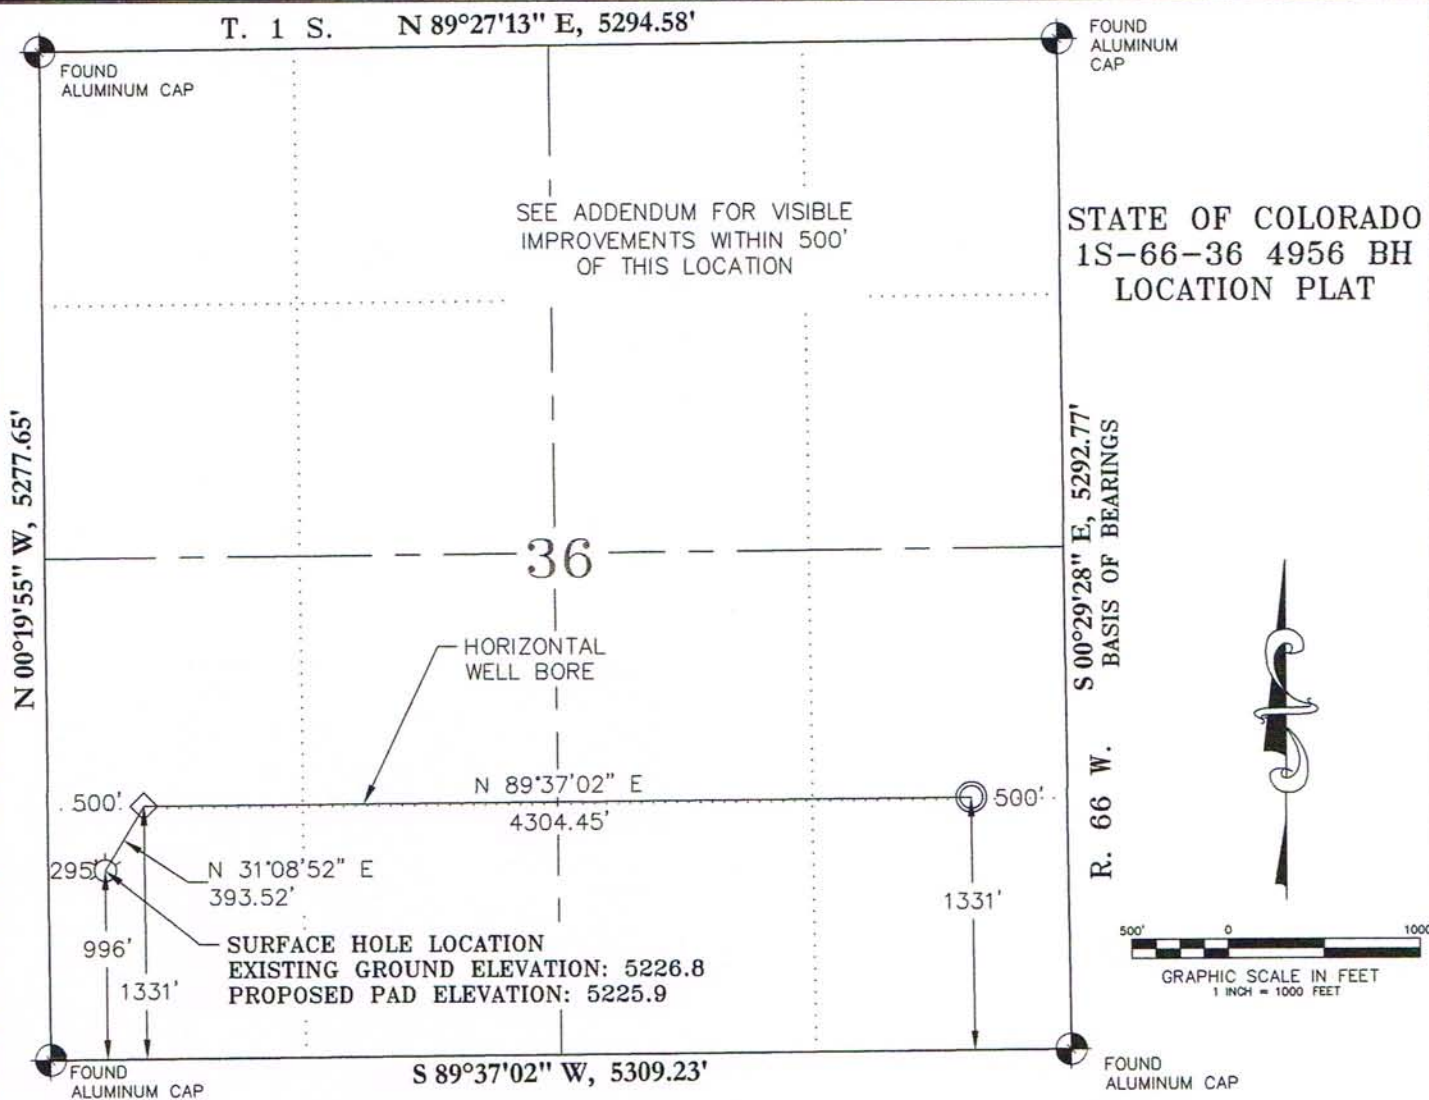 T. 1 S. N 89°27'13" E, 5294.58'
FOUND
ALUMINUM CAP
FOUND
ALUMINUM
CAP
SEE ADDENDUM FOR VISIBLE
IMPROVEMENTS WITHIN 500'
OF THIS LOCATION
STATE OF COLORADO
1S-66-36 4956 BH
LOCATION PLAT
N 00°19'55" W, 5277.65'
S 00°29'28" E, 5292.77'
BASIS OF BEARINGS
36
HORIZONTAL
WELL BORE
R. 66 W.
500'
N 89°37'02" E
4304.45'
500'
295'
N 31°08'52" E
393.52'
996'
1331'
1331'
SURFACE HOLE LOCATION
EXISTING GROUND ELEVATION: 5226.8
PROPOSED PAD ELEVATION: 5225.9
500' 0 1000
GRAPHIC SCALE IN FEET
1 INCH = 1000 FEET
FOUND
ALUMINUM CAP
S 89°37'02" W, 5309.23'
FOUND
ALUMINUM CAP